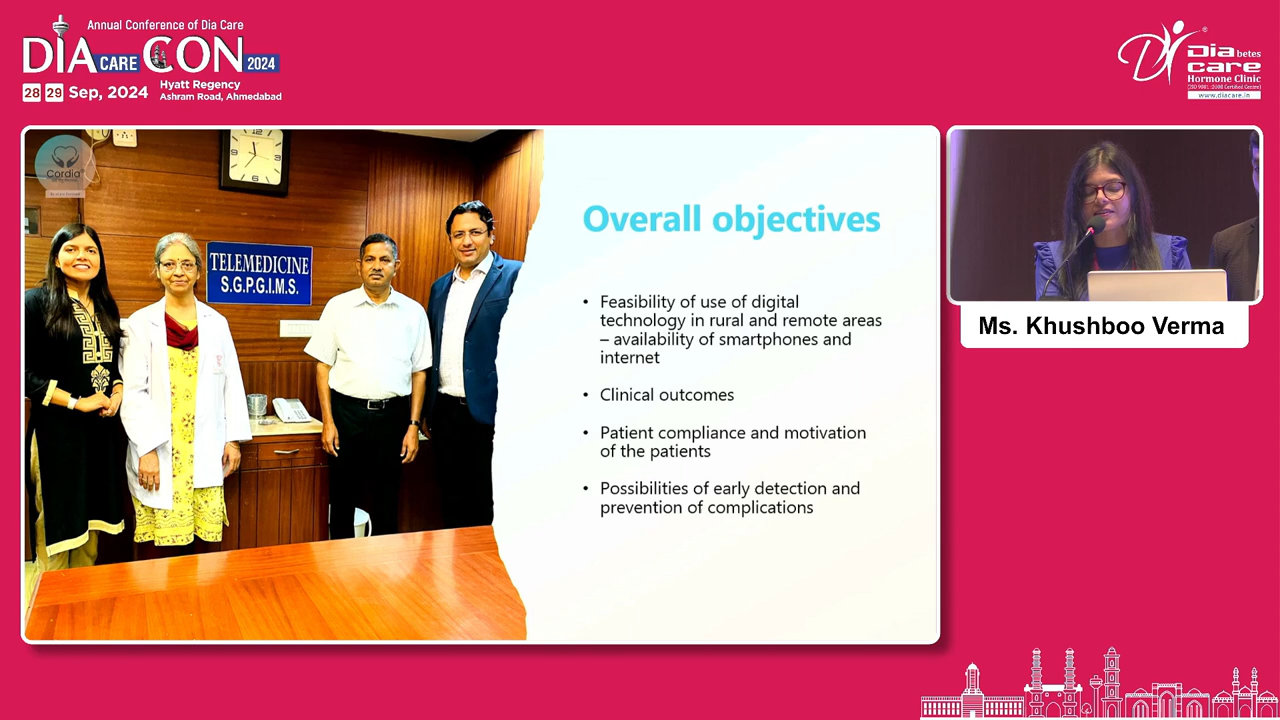 Annual Conference of Dia Care
DIA CARE CON 2024
28 29 Sep, 2024
Hyatt Regency
Ashram Road, Ahmedabad
Diabetes
care
Hormone Clinic
(ISO 9001:2008 Certified Centre)
www.diacare.in
Cordia
TELEMEDICINE
S.G.P.G.I.M.S.
Overall objectives
• Feasibility of use of digital
technology in rural and remote areas
– availability of smartphones and
internet
• Clinical outcomes
• Patient compliance and motivation
of the patients
• Possibilities of early detection and
prevention of complications
Ms. Khushboo Verma